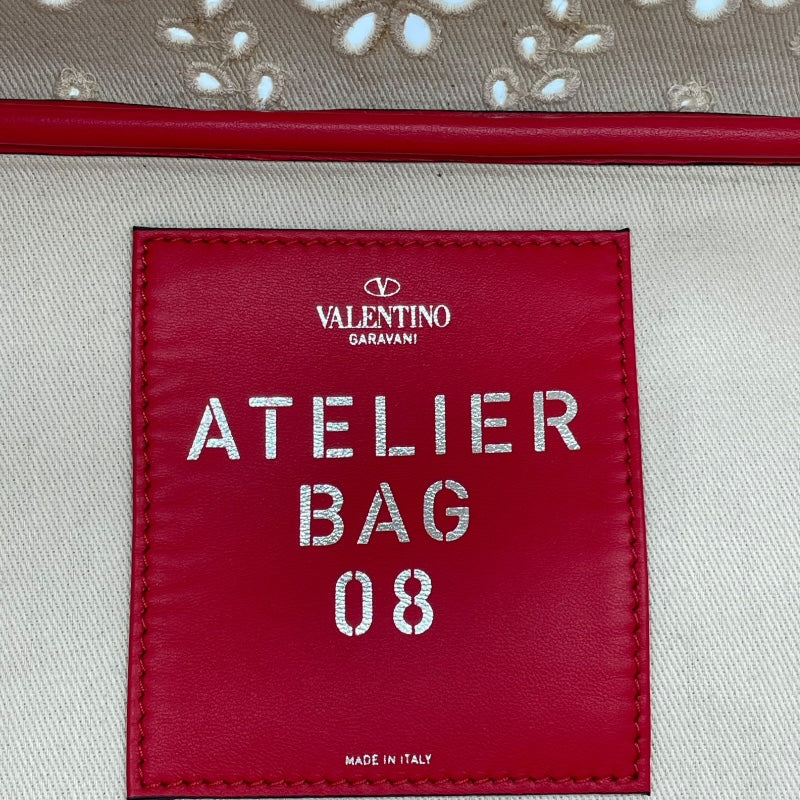 VALENTINO
GARAVANI
ATELIER
BAG
08
MADE IN ITALY